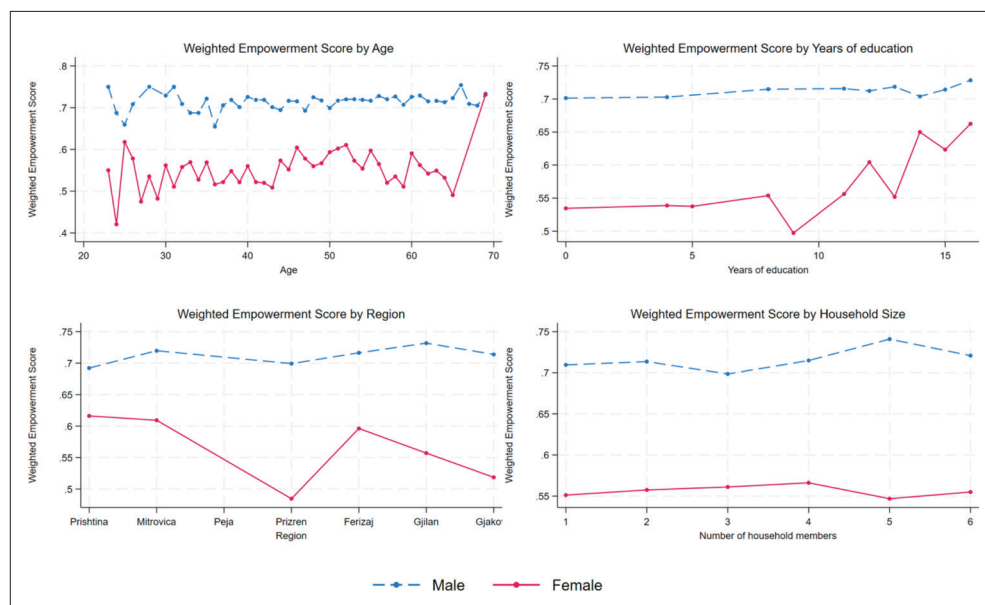 Weighted Empowerment Score by Age
Weighted Empowerment Score
.8
.7
.6
.5
.4
20 30 40 50 60 70
Age
Weighted Empowerment Score by Years of education
Weighted Empowerment Score
.75
.7
.65
.6
.55
.5
0 5 10 15
Years of education
Weighted Empowerment Score by Region
Weighted Empowerment Score
.75
.7
.65
.6
.55
.5
Prishtina Mitrovica Peja Prizren Ferizaj Gjilan Gjakov
Region
Weighted Empowerment Score by Household Size
Weighted Empowerment Score
.75
.7
.65
.6
.55
1 2 3 4 5 6
Number of household members
Male Female